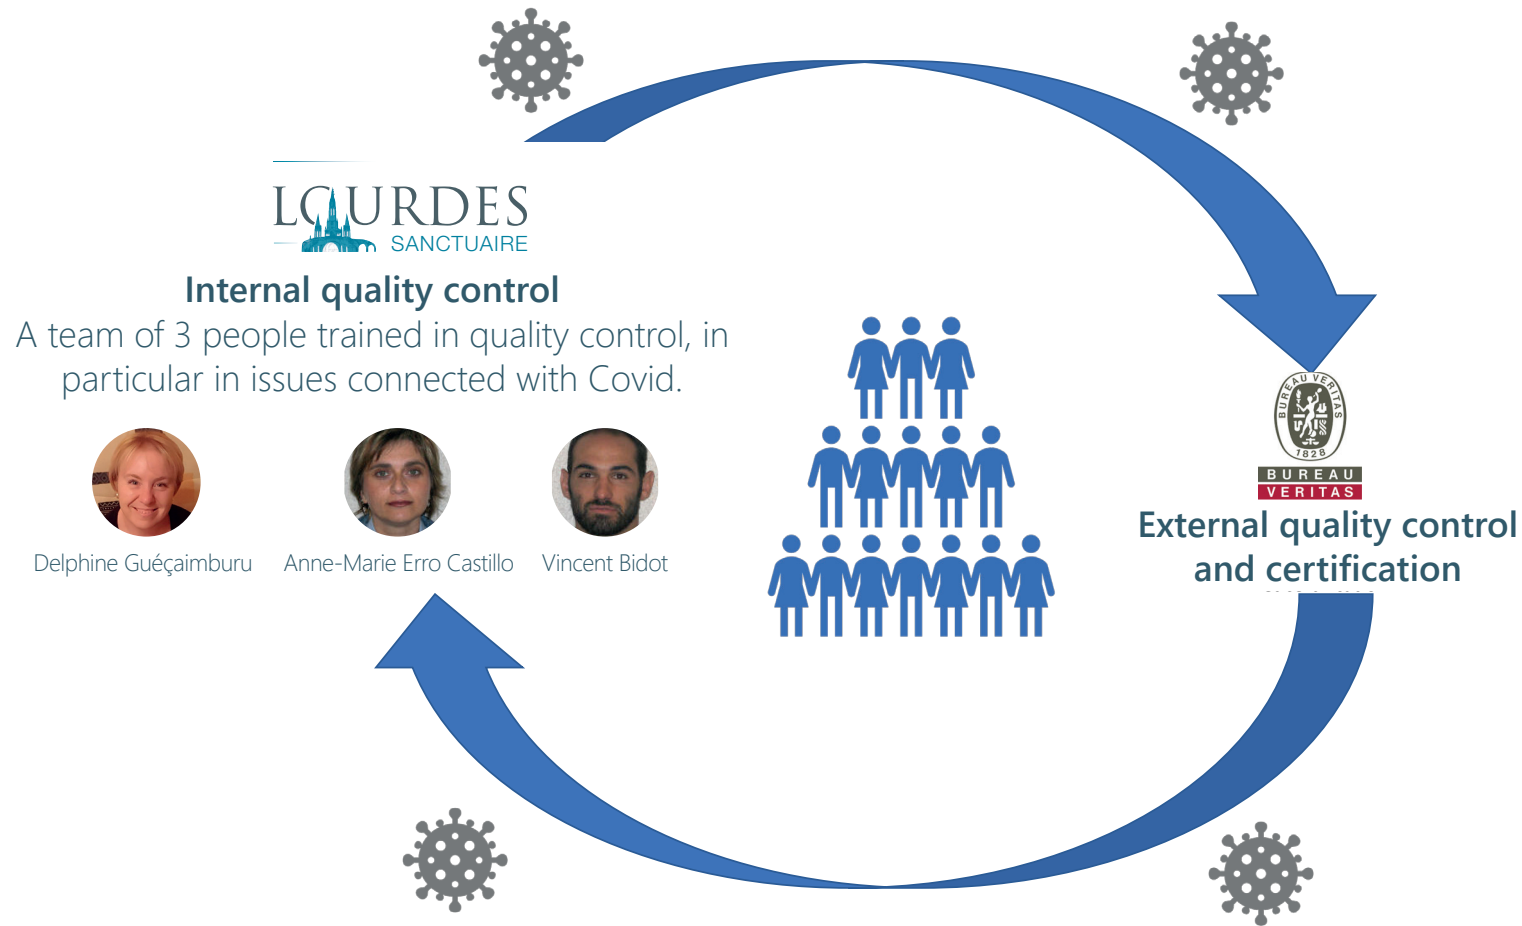 LOURDES
SANCTUAIRE
Internal quality control
A team of 3 people trained in quality control, in
particular in issues connected with Covid.
Delphine Guéçaimburu
Anne-Marie Erro Castillo
Vincent Bidot
BUREAU VERITAS
1828
BUREAU
VERITAS
External quality control
and certification